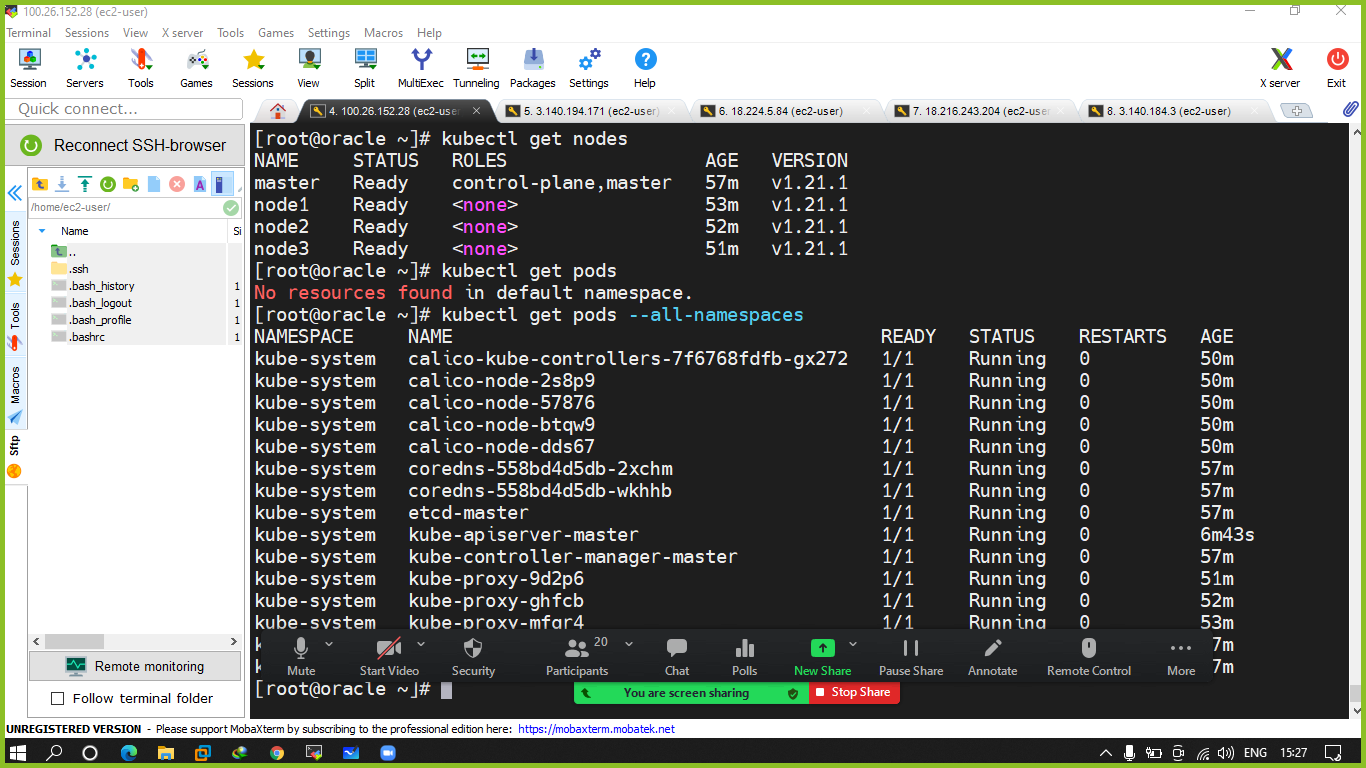 100.26.152.28 (ec2-user)
Terminal Sessions View X server Tools Games Settings Macros Help
Session Servers Tools Games Sessions View Split MultiExec Tunneling Packages Settings Help X server Exit
Quick connect...
4. 100.26.152.28 (ec2-use
5. 3.140.194.171 (ec2-user)
6. 18.224.5.84 (ec2-user)
7. 18.216.243.204 (ec2-use
8. 3.140.184.3 (ec2-user)
Reconnect SSH-browser
/home/ec2-user/
Name Si
..
.ssh
.bash_history 1
.bash_logout 1
.bash_profile 1
.bashrc 1
Sessions
Tools
Macros
Sftp
Remote monitoring
Follow terminal folder
[root@oracle ~]# kubectl get nodes
NAME STATUS ROLES AGE VERSION
master Ready control-plane,master 57m v1.21.1
node1 Ready <none> 53m v1.21.1
node2 Ready <none> 52m v1.21.1
node3 Ready <none> 51m v1.21.1
[root@oracle ~]# kubectl get pods
No resources found in default namespace.
[root@oracle ~]# kubectl get pods --all-namespaces
NAMESPACE NAME READY STATUS RESTARTS AGE
kube-system calico-kube-controllers-7f6768fdfb-gx272 1/1 Running 0 50m
kube-system calico-node-2s8p9 1/1 Running 0 50m
kube-system calico-node-57876 1/1 Running 0 50m
kube-system calico-node-btqw9 1/1 Running 0 50m
kube-system calico-node-dds67 1/1 Running 0 50m
kube-system coredns-558bd4d5db-2xchm 1/1 Running 0 57m
kube-system coredns-558bd4d5db-wkhhb 1/1 Running 0 57m
kube-system etcd-master 1/1 Running 0 57m
kube-system kube-apiserver-master 1/1 Running 0 6m43s
kube-system kube-controller-manager-master 1/1 Running 0 57m
kube-system kube-proxy-9d2p6 1/1 Running 0 51m
kube-system kube-proxy-ghfcb 1/1 Running 0 52m
kube-system kube-proxy-mfgr4 1/1 Running 0 53m
k 7m
k 7m
[root@oracle ~]#
20
Mute Start Video Security Participants Chat Polls New Share Pause Share Annotate Remote Control More
You are screen sharing Stop Share
UNREGISTERED VERSION - Please support MobaXterm by subscribing to the professional edition here: https://mobaxterm.mobatek.net
ENG 15:27